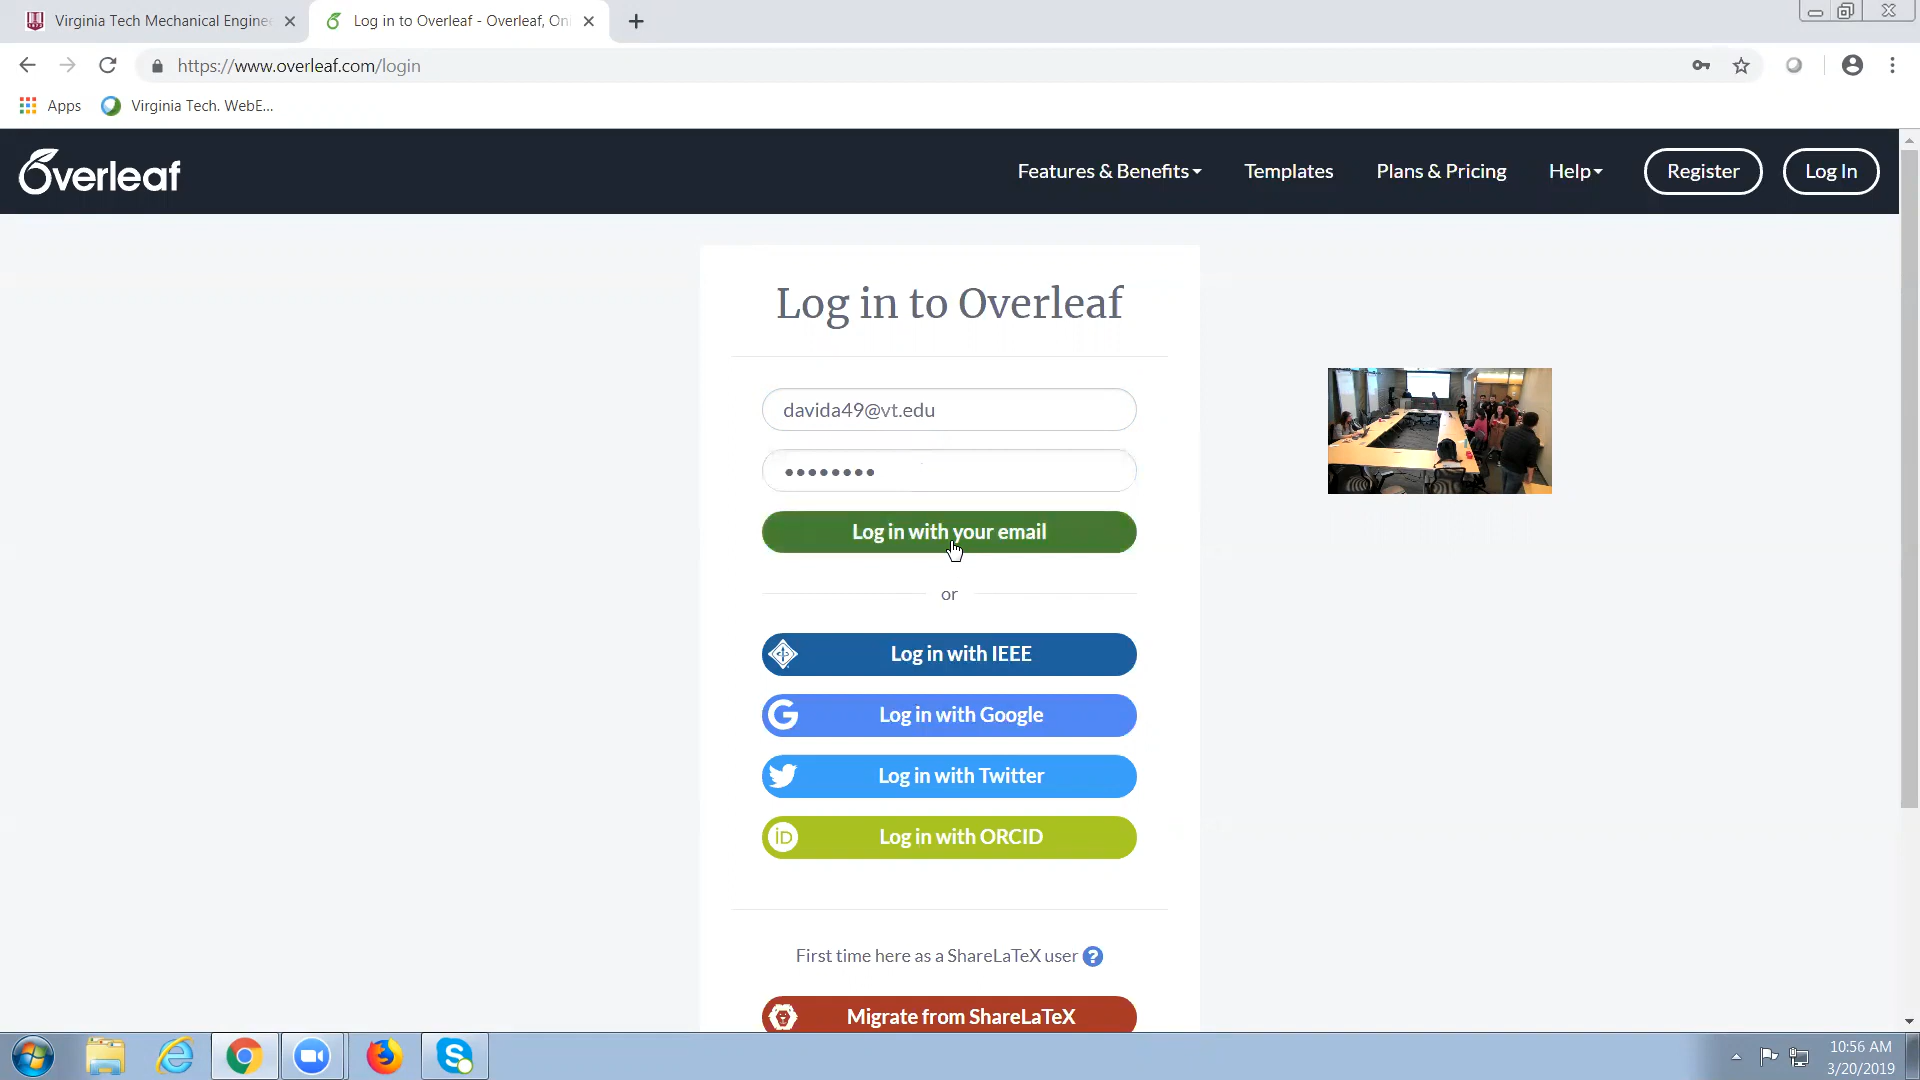 Virginia Tech Mechanical Engine
Log in to Overleaf - Overleaf, On
https://www.overleaf.com/login
Apps
Virginia Tech. WebE...
Overleaf
Features & Benefits
Templates
Plans & Pricing
Help
Register
Log In
Log in to Overleaf
davida49@vt.edu
Log in with your email
or
Log in with IEEE
Log in with Google
Log in with Twitter
iD
Log in with ORCID
First time here as a ShareLaTeX user ?
Migrate from ShareLaTeX
10:56 AM
3/20/2019